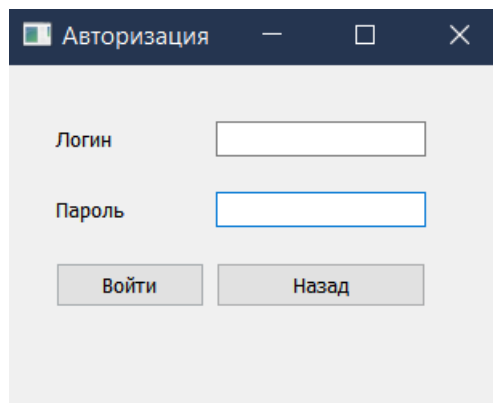 Авторизация
Логин
Пароль
Войти Назад